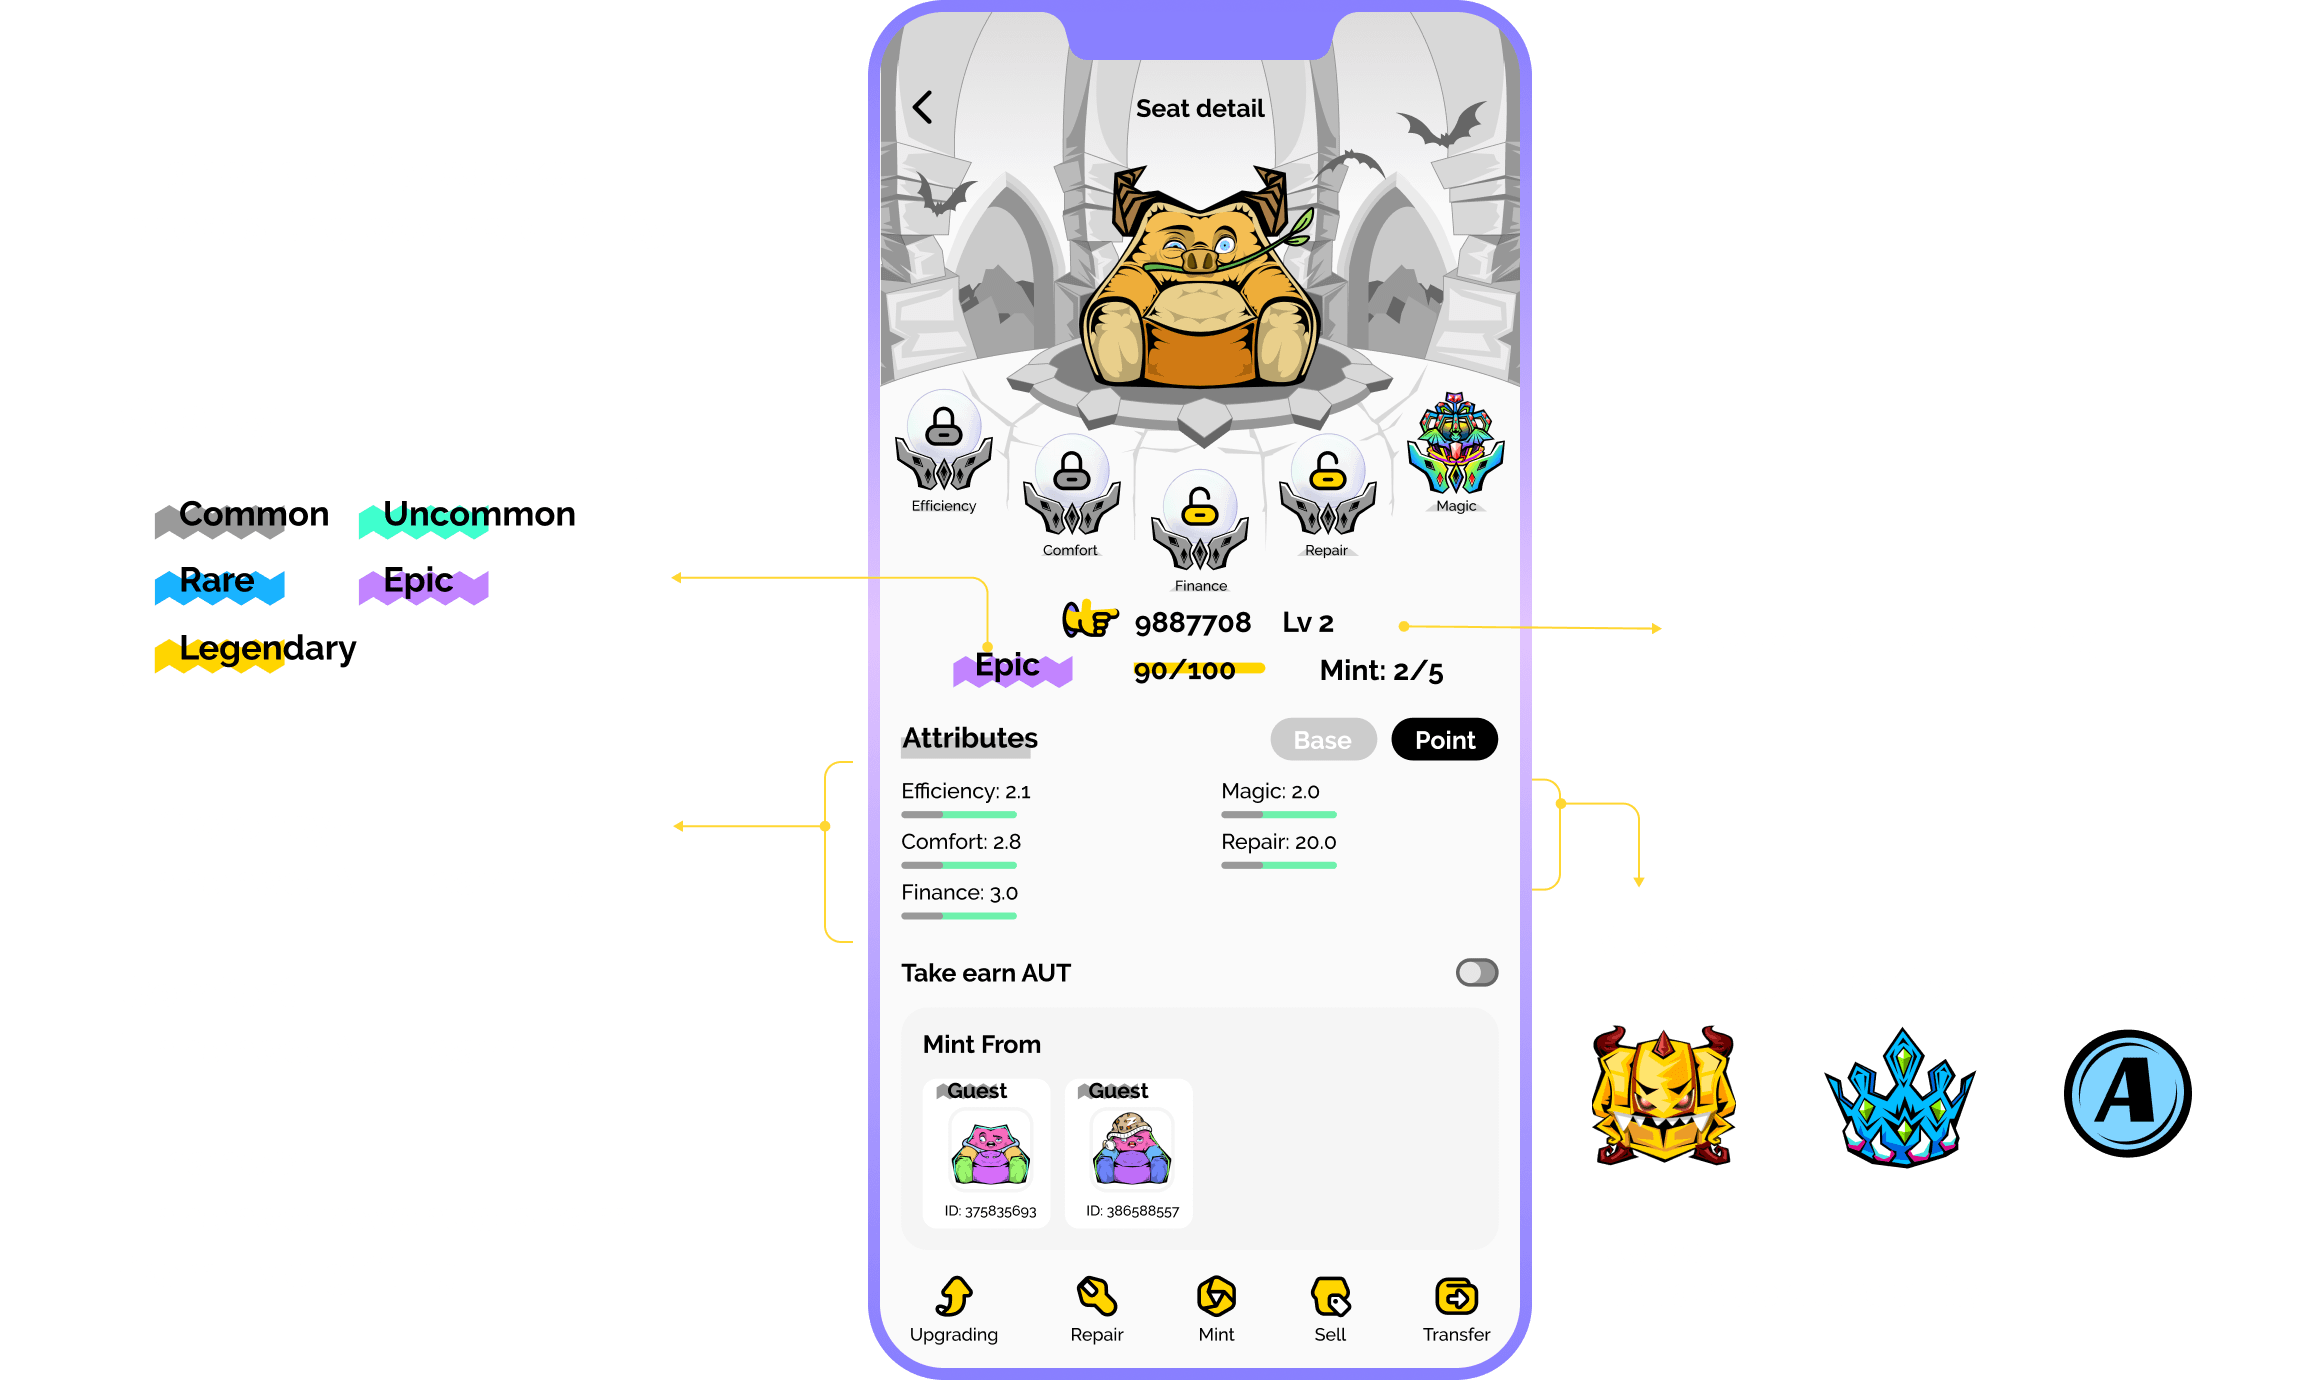 Seat detail
Efficiency
Comfort
Finance
Repair
Magic
Common
Uncommon
Rare
Epic
Legendary
9887708 Lv 2
Epic
90/100
Mint: 2/5
Attributes
Base
Point
Efficiency: 2.1
Magic: 2.0
Comfort: 2.8
Repair: 20.0
Finance: 3.0
Take earn AUT
Mint From
Guest
Guest
ID: 375835693
ID: 386588557
A
Upgrading
Repair
Mint
Sell
Transfer